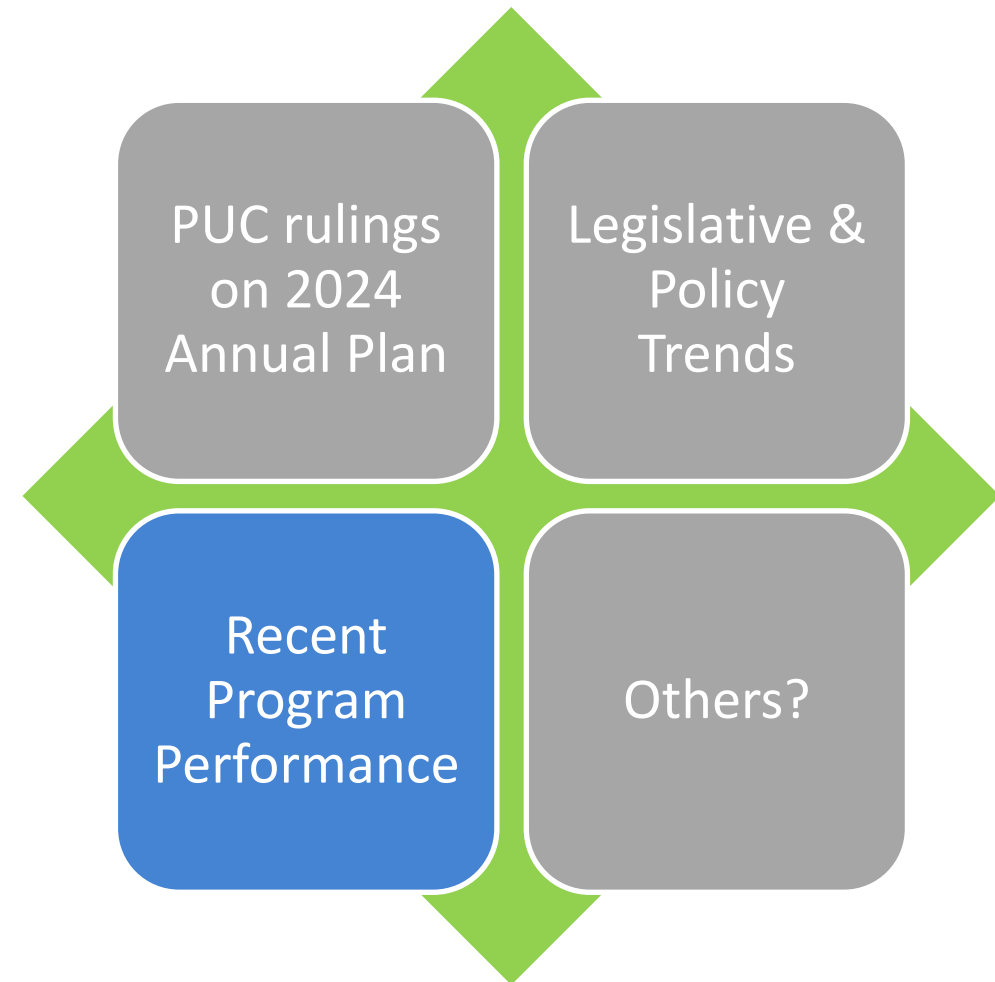 PUC rulings
on 2024
Annual Plan
Legislative &
Policy
Trends
Recent
Program
Performance
Others?